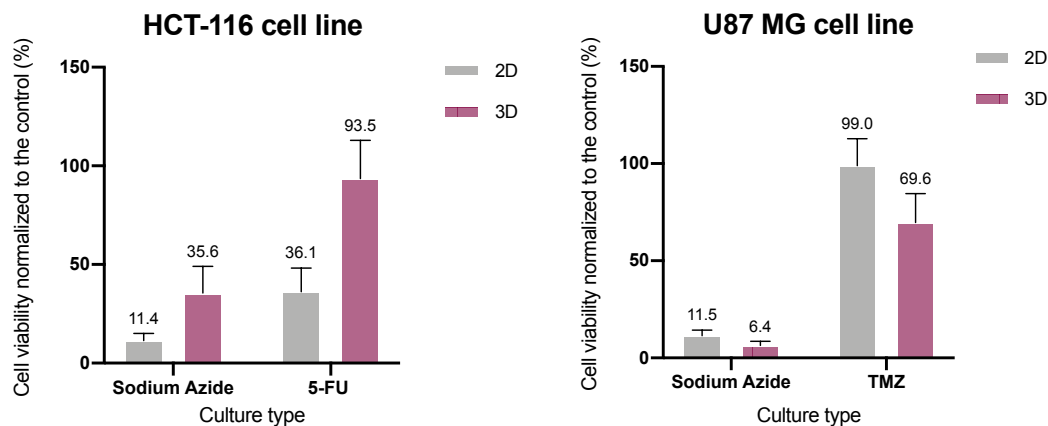 HCT-116 cell line
Cell viability normalized to the control (%)
150
100
50
0
11.4
35.6
36.1
93.5
Sodium Azide
5-FU
Culture type
2D
3D
U87 MG cell line
Cell viability normalized to the control (%)
150
100
50
0
11.5
6.4
99.0
69.6
Sodium Azide
TMZ
Culture type
2D
3D